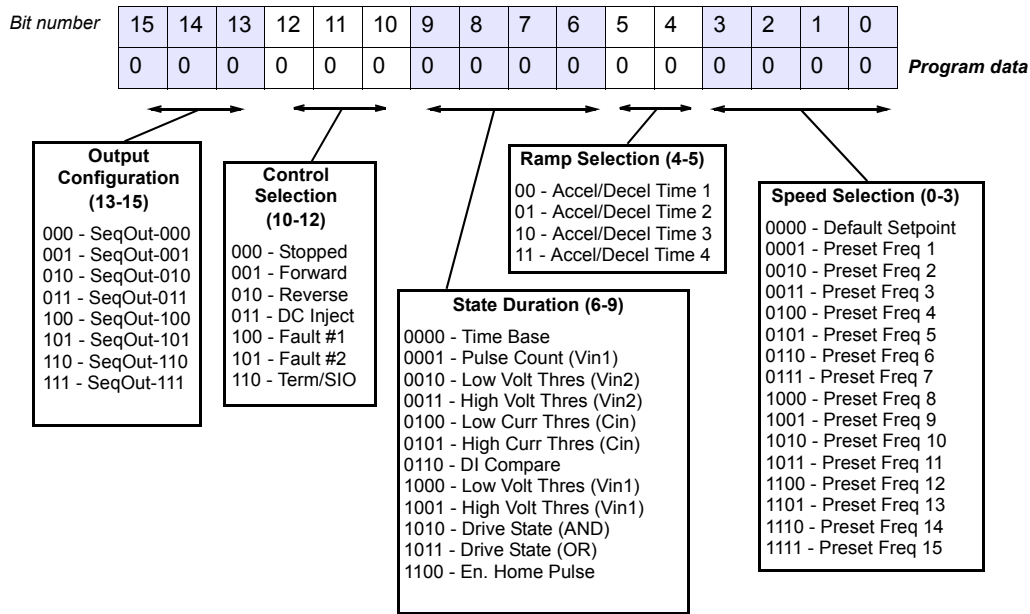 Bit number 15 14 13 12 11 10 9 8 7 6 5 4 3 2 1 0
0 0 0 0 0 0 0 0 0 0 0 0 0 0 0 0 Program data
Output
Configuration
(13-15)
000 - SeqOut-000
001 - SeqOut-001
010 - SeqOut-010
011 - SeqOut-011
100 - SeqOut-100
101 - SeqOut-101
110 - SeqOut-110
111 - SeqOut-111
Control
Selection
(10-12)
000 - Stopped
001 - Forward
010 - Reverse
011 - DC Inject
100 - Fault #1
101 - Fault #2
110 - Term/SIO
State Duration (6-9)
0000 - Time Base
0001 - Pulse Count (Vin1)
0010 - Low Volt Thres (Vin2)
0011 - High Volt Thres (Vin2)
0100 - Low Curr Thres (Cin)
0101 - High Curr Thres (Cin)
0110 - DI Compare
1000 - Low Volt Thres (Vin1)
1001 - High Volt Thres (Vin1)
1010 - Drive State (AND)
1011 - Drive State (OR)
1100 - En. Home Pulse
Ramp Selection (4-5)
00 - Accel/Decel Time 1
01 - Accel/Decel Time 2
10 - Accel/Decel Time 3
11 - Accel/Decel Time 4
Speed Selection (0-3)
0000 - Default Setpoint
0001 - Preset Freq 1
0010 - Preset Freq 2
0011 - Preset Freq 3
0100 - Preset Freq 4
0101 - Preset Freq 5
0110 - Preset Freq 6
0111 - Preset Freq 7
1000 - Preset Freq 8
1001 - Preset Freq 9
1010 - Preset Freq 10
1011 - Preset Freq 11
1100 - Preset Freq 12
1101 - Preset Freq 13
1110 - Preset Freq 14
1111 - Preset Freq 15